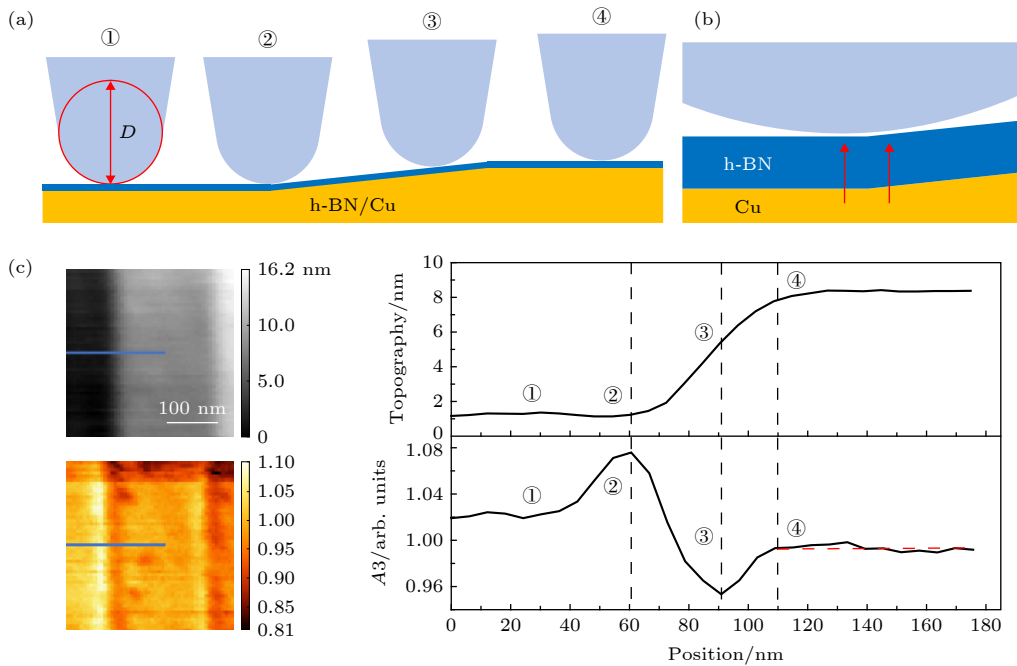 (a)
① ② ③ ④
D
h-BN/Cu
(b)
h-BN
Cu
(c)
16.2 nm
10.0
5.0
0
100 nm
1.10
1.05
1.00
0.95
0.90
0.85
0.81
Topography/nm
10
8
6
4
2
0
① ② ③ ④
A3/arb. units
1.08
1.04
1.00
0.96
① ② ③ ④
0 20 40 60 80 100 120 140 160 180
Position/nm